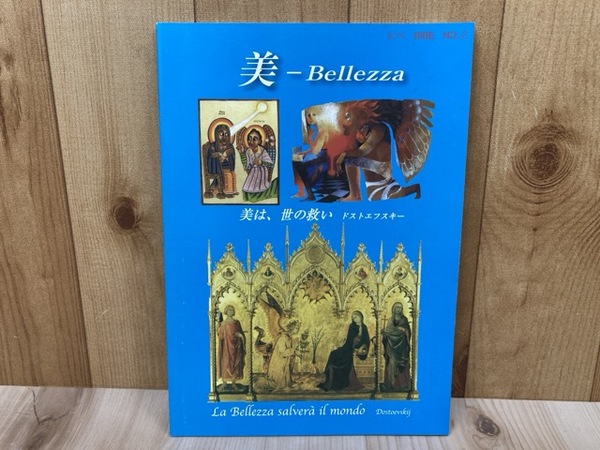 美 – Bellezza
美は、世の救い ドストエフスキー
La Bellezza salverà il mondo Dostoevskij